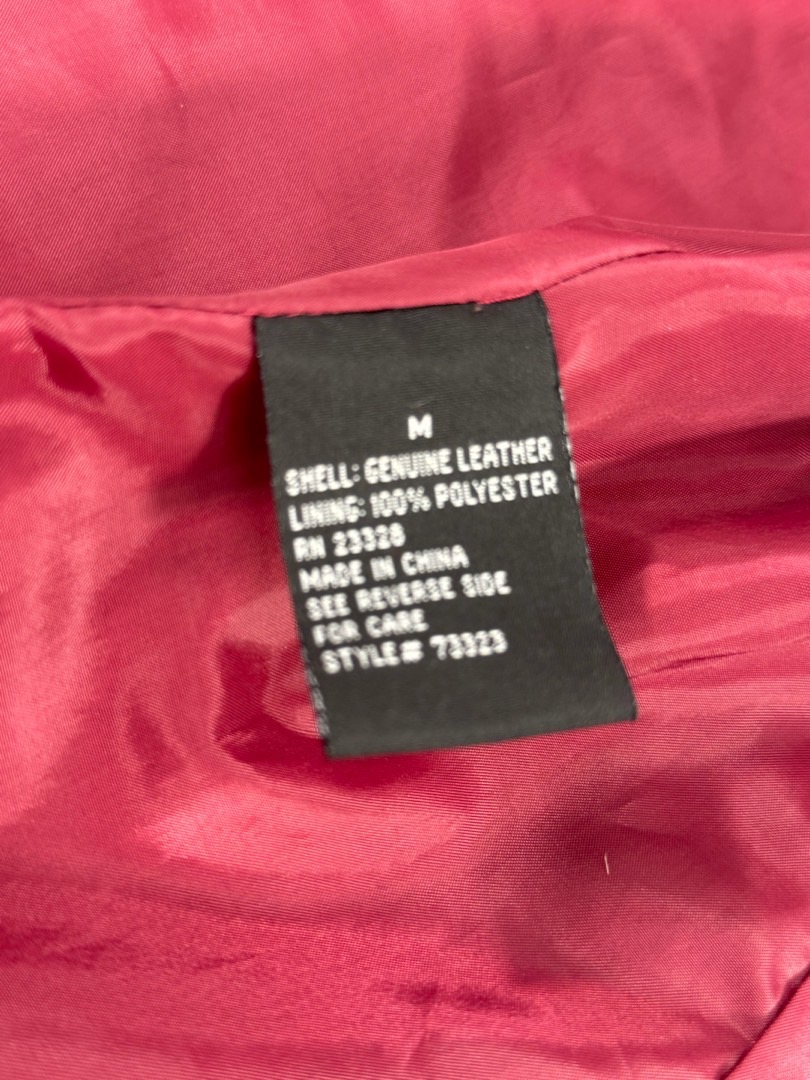 M
SHELL: GENUINE LEATHER
LINING: 100% POLYESTER
RN 23328
MADE IN CHINA
SEE REVERSE SIDE
FOR CARE
STYLE# 73323